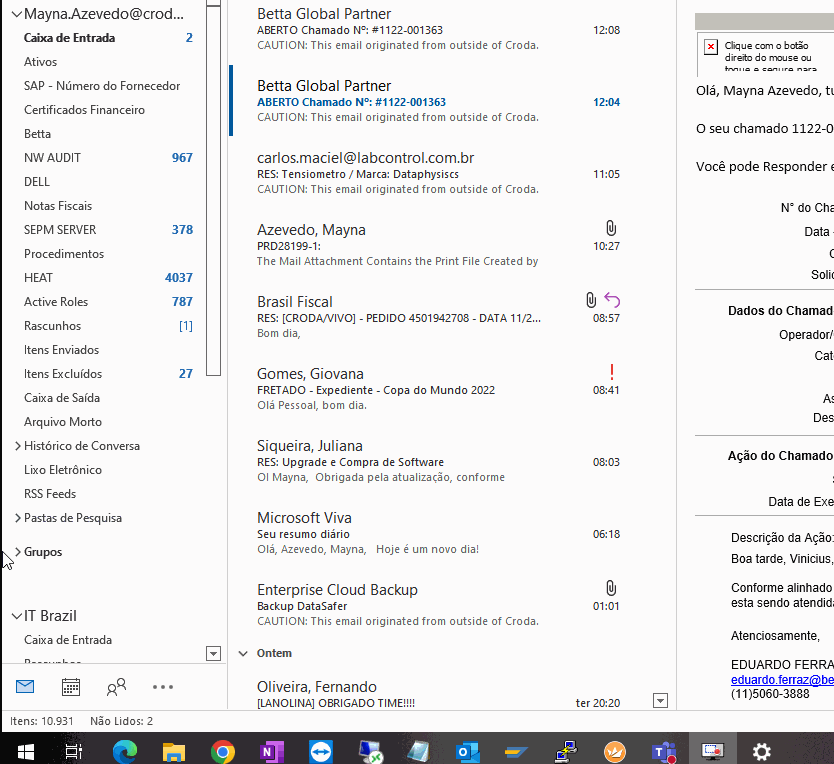 Mayna.Azevedo@crod...
Caixa de Entrada 2
Ativos
SAP - Número do Fornecedor
Certificados Financeiro
Betta
NW AUDIT 967
DELL
Notas Fiscais
SEPM SERVER 378
Procedimentos
HEAT 4037
Active Roles 787
Rascunhos [1]
Itens Enviados
Itens Excluídos 27
Caixa de Saída
Arquivo Morto
Histórico de Conversa
Lixo Eletrônico
RSS Feeds
Pastas de Pesquisa
Grupos
IT Brazil
Caixa de Entrada
Itens: 10.931 Não Lidos: 2
Betta Global Partner
ABERTO Chamado Nº: #1122-001363 12:08
CAUTION: This email originated from outside of Croda.
Betta Global Partner
ABERTO Chamado Nº: #1122-001363 12:04
CAUTION: This email originated from outside of Croda.
carlos.maciel@labcontrol.com.br
RES: Tensiometro / Marca: Dataphysiscs 11:05
CAUTION: This email originated from outside of Croda.
Azevedo, Mayna
PRD28199-1: 10:27
The Mail Attachment Contains the Print File Created by
Brasil Fiscal
RES: [CRODA/VIVO] - PEDIDO 4501942708 - DATA 11/2... 08:57
Bom dia,
Gomes, Giovana
FRETADO - Expediente - Copa do Mundo 2022 08:41
Olá Pessoal, bom dia.
Siqueira, Juliana
RES: Upgrade e Compra de Software 08:03
OI Mayna, Obrigada pela atualização, conforme
Microsoft Viva
Seu resumo diário 06:18
Olá, Azevedo, Mayna, Hoje é um novo dia!
Enterprise Cloud Backup
Backup DataSafer 01:01
CAUTION: This email originated from outside of Croda.
Ontem
Oliveira, Fernando
[LANOLINA] OBRIGADO TIME!!!! ter 20:20
Clique com o botão
direito do mouse ou
toque e segure para
Olá, Mayna Azevedo, tu
O seu chamado 1122-0
Você pode Responder e
N° do Cha
Data -
Solic
Dados do Chamad
Operador/
Cate
As
Des
Ação do Chamado
Data de Exe
Descrição da Ação:
Boa tarde, Vinicius,
Conforme alinhado
esta sendo atendida
Atenciosamente,
EDUARDO FERRA
eduardo.ferraz@be
(11)5060-3888